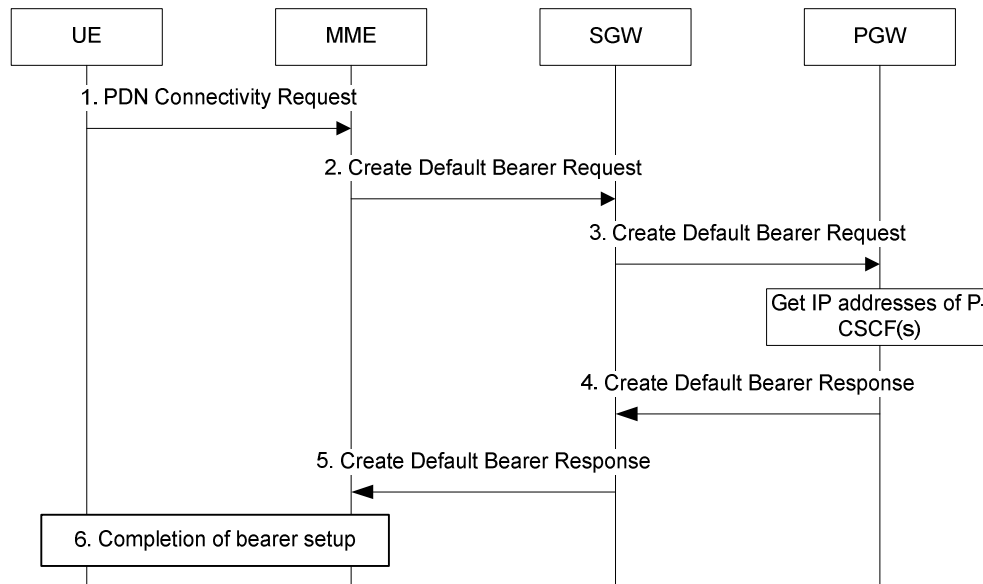 UE
MME
SGW
PGW
1. PDN Connectivity Request
2. Create Default Bearer Request
3. Create Default Bearer Request
Get IP addresses of P-
CSCF(s)
4. Create Default Bearer Response
5. Create Default Bearer Response
6. Completion of bearer setup